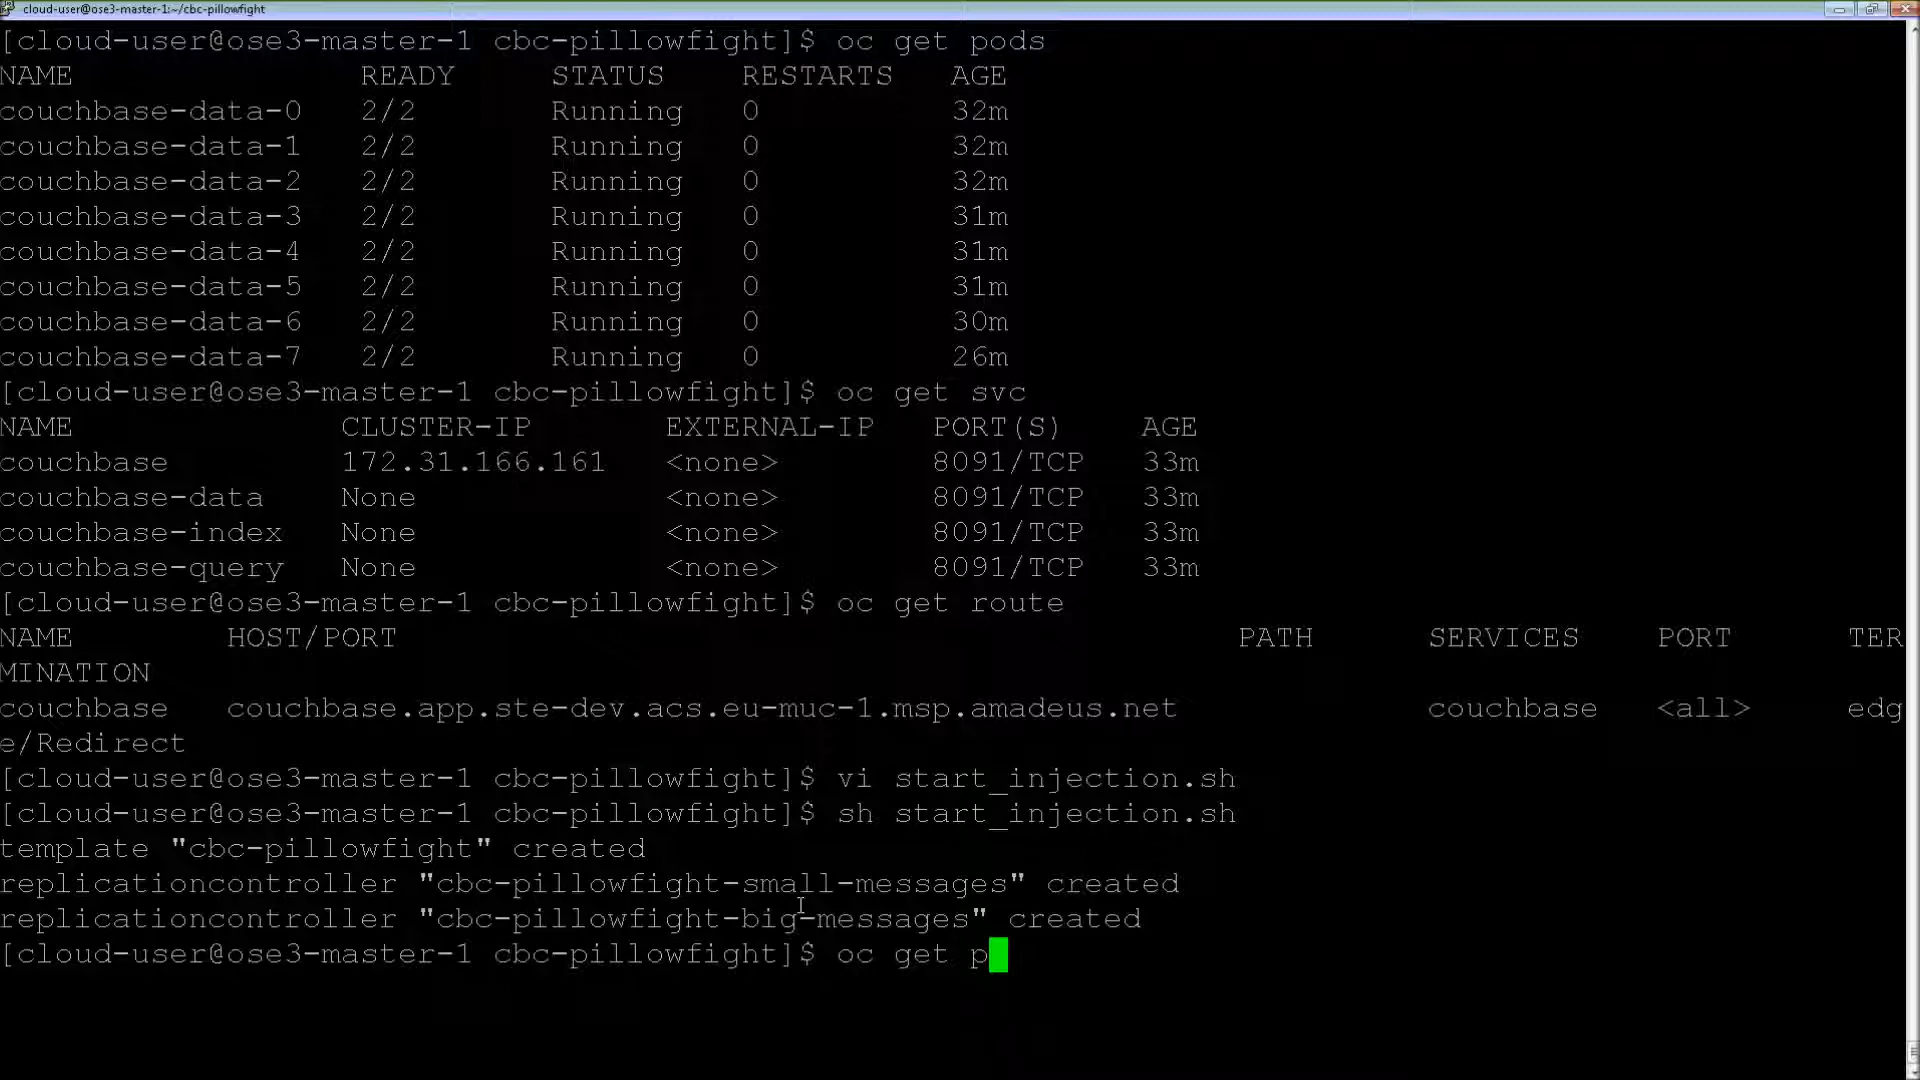 cloud-user@ose3-master-1:~/cbc-pillowfight
[cloud-user@ose3-master-1 cbc-pillowfight]$ oc get pods
NAME READY STATUS RESTARTS AGE
couchbase-data-0 2/2 Running 0 32m
couchbase-data-1 2/2 Running 0 32m
couchbase-data-2 2/2 Running 0 32m
couchbase-data-3 2/2 Running 0 31m
couchbase-data-4 2/2 Running 0 31m
couchbase-data-5 2/2 Running 0 31m
couchbase-data-6 2/2 Running 0 30m
couchbase-data-7 2/2 Running 0 26m
[cloud-user@ose3-master-1 cbc-pillowfight]$ oc get svc
NAME CLUSTER-IP EXTERNAL-IP PORT(S) AGE
couchbase 172.31.166.161 <none> 8091/TCP 33m
couchbase-data None <none> 8091/TCP 33m
couchbase-index None <none> 8091/TCP 33m
couchbase-query None <none> 8091/TCP 33m
[cloud-user@ose3-master-1 cbc-pillowfight]$ oc get route
NAME HOST/PORT PATH SERVICES PORT TER
MINATION
couchbase couchbase.app.ste-dev.acs.eu-muc-1.msp.amadeus.net couchbase <all> edg
e/Redirect
[cloud-user@ose3-master-1 cbc-pillowfight]$ vi start_injection.sh
[cloud-user@ose3-master-1 cbc-pillowfight]$ sh start_injection.sh
template "cbc-pillowfight" created
replicationcontroller "cbc-pillowfight-small-messages" created
replicationcontroller "cbc-pillowfight-big-messages" created
[cloud-user@ose3-master-1 cbc-pillowfight]$ oc get p